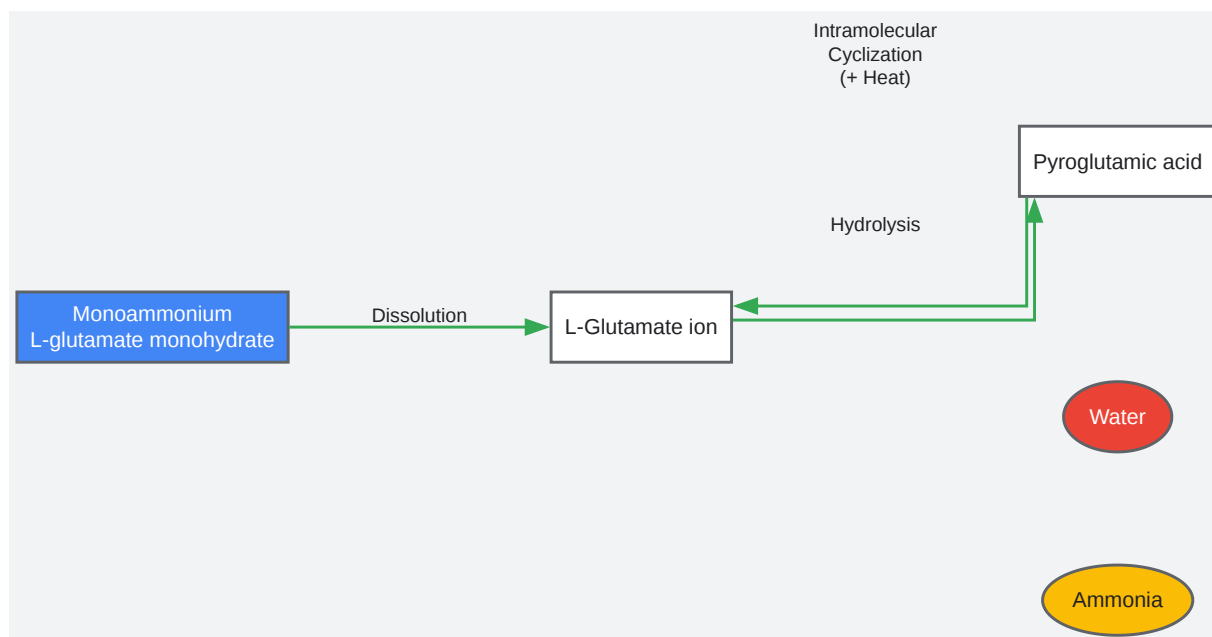 Intramolecular
Cyclization
(+ Heat)
Pyroglutamic acid
Hydrolysis
Monoammonium
L-glutamate monohydrate
Dissolution
L-Glutamate ion
Water
Ammonia